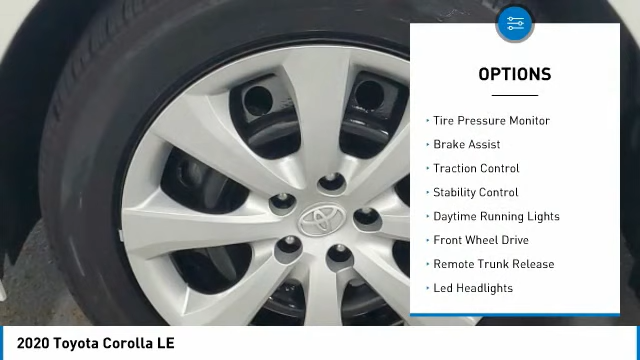 OPTIONS
Tire Pressure Monitor
Brake Assist
Traction Control
Stability Control
Daytime Running Lights
Front Wheel Drive
Remote Trunk Release
Led Headlights
2020 Toyota Corolla LE